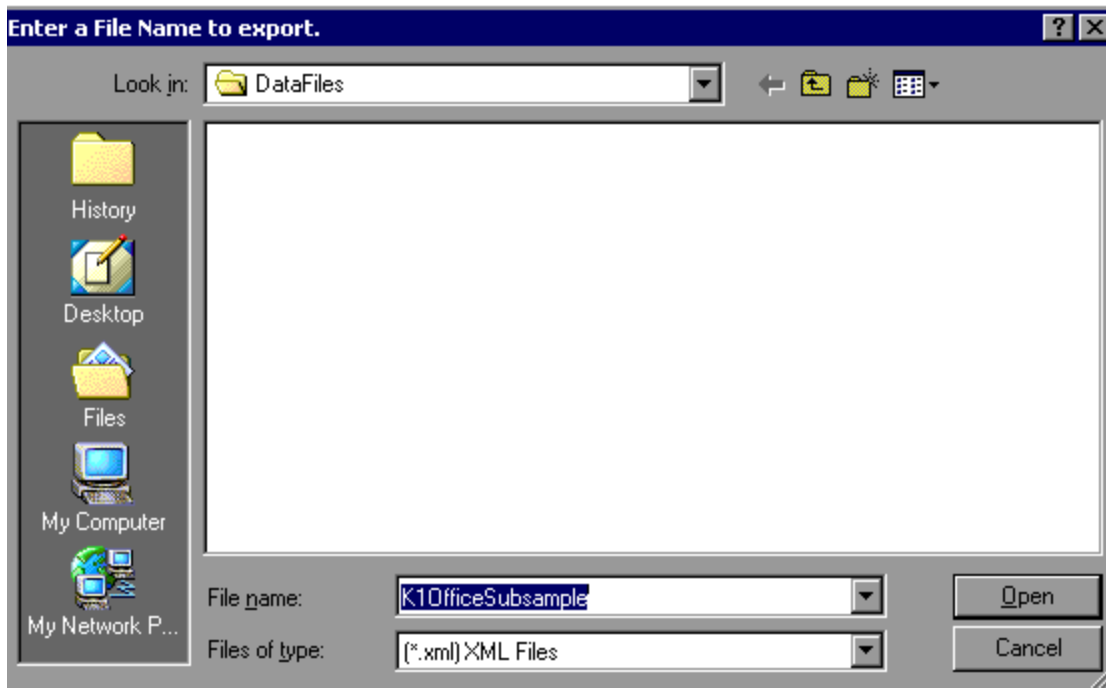 Enter a File Name to export.
Look in: DataFiles
History
Desktop
Files
My Computer
My Network P...
File name: K1OfficeSubsample Open
Files of type: (*.xml) XML Files Cancel